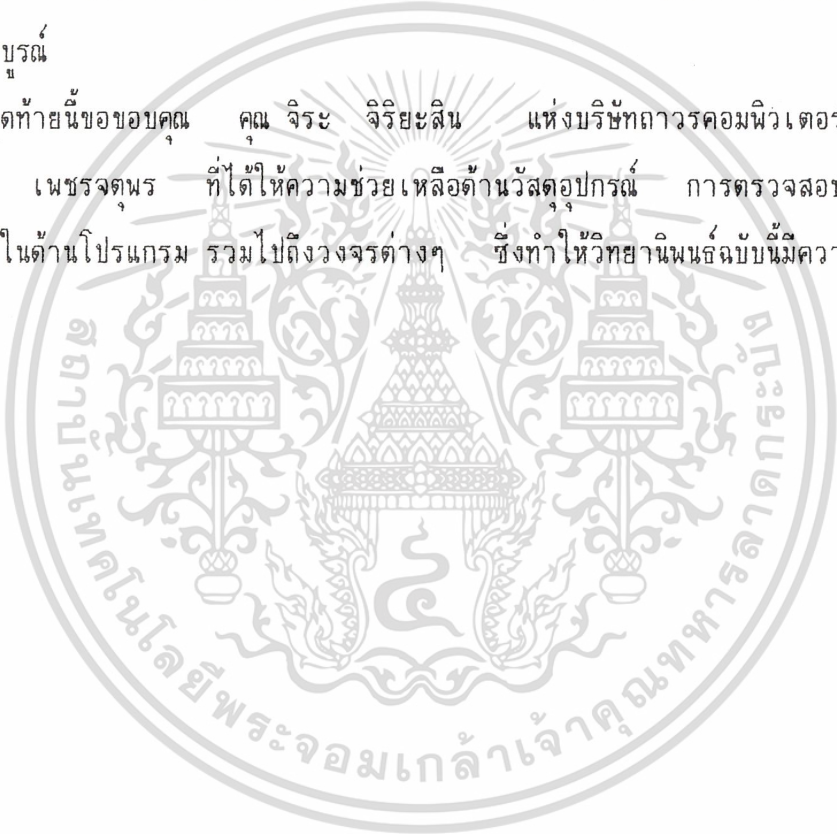 บูรณ์
ดท้ายนี้ขอขอบคุณ คุณ จิระ จิริยะสิน แห่งบริษัทถาวรคอมพิวเตอร
เพชรจตุพร ที่ได้ให้ความช่วยเหลือด้านวัสดุอุปกรณ์ การตรวจสอบ
ในด้านโปรแกรม รวมไปถึงวงจรต่างๆ ซึ่งทำให้วิทยานิพนธ์ฉบับนี้มีควา
สถาบันเทคโนโลยีพระจอมเกล้าเจ้าคุณทหารลาดกระบัง